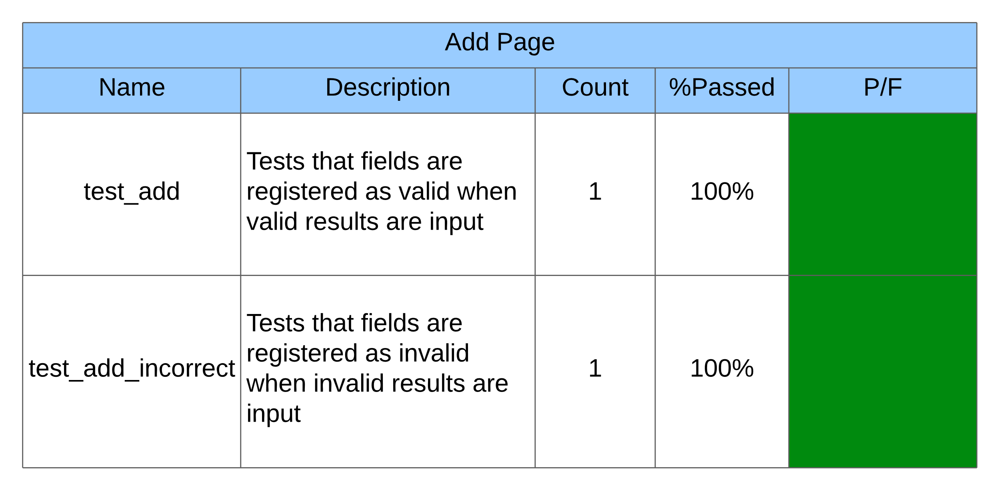 Add Page
Name Description Count %Passed P/F
Tests that fields are
test_add registered as valid when 1 100%
valid results are input
Tests that fields are
registered as invalid
test_add_incorrect when invalid results are 1 100%
input